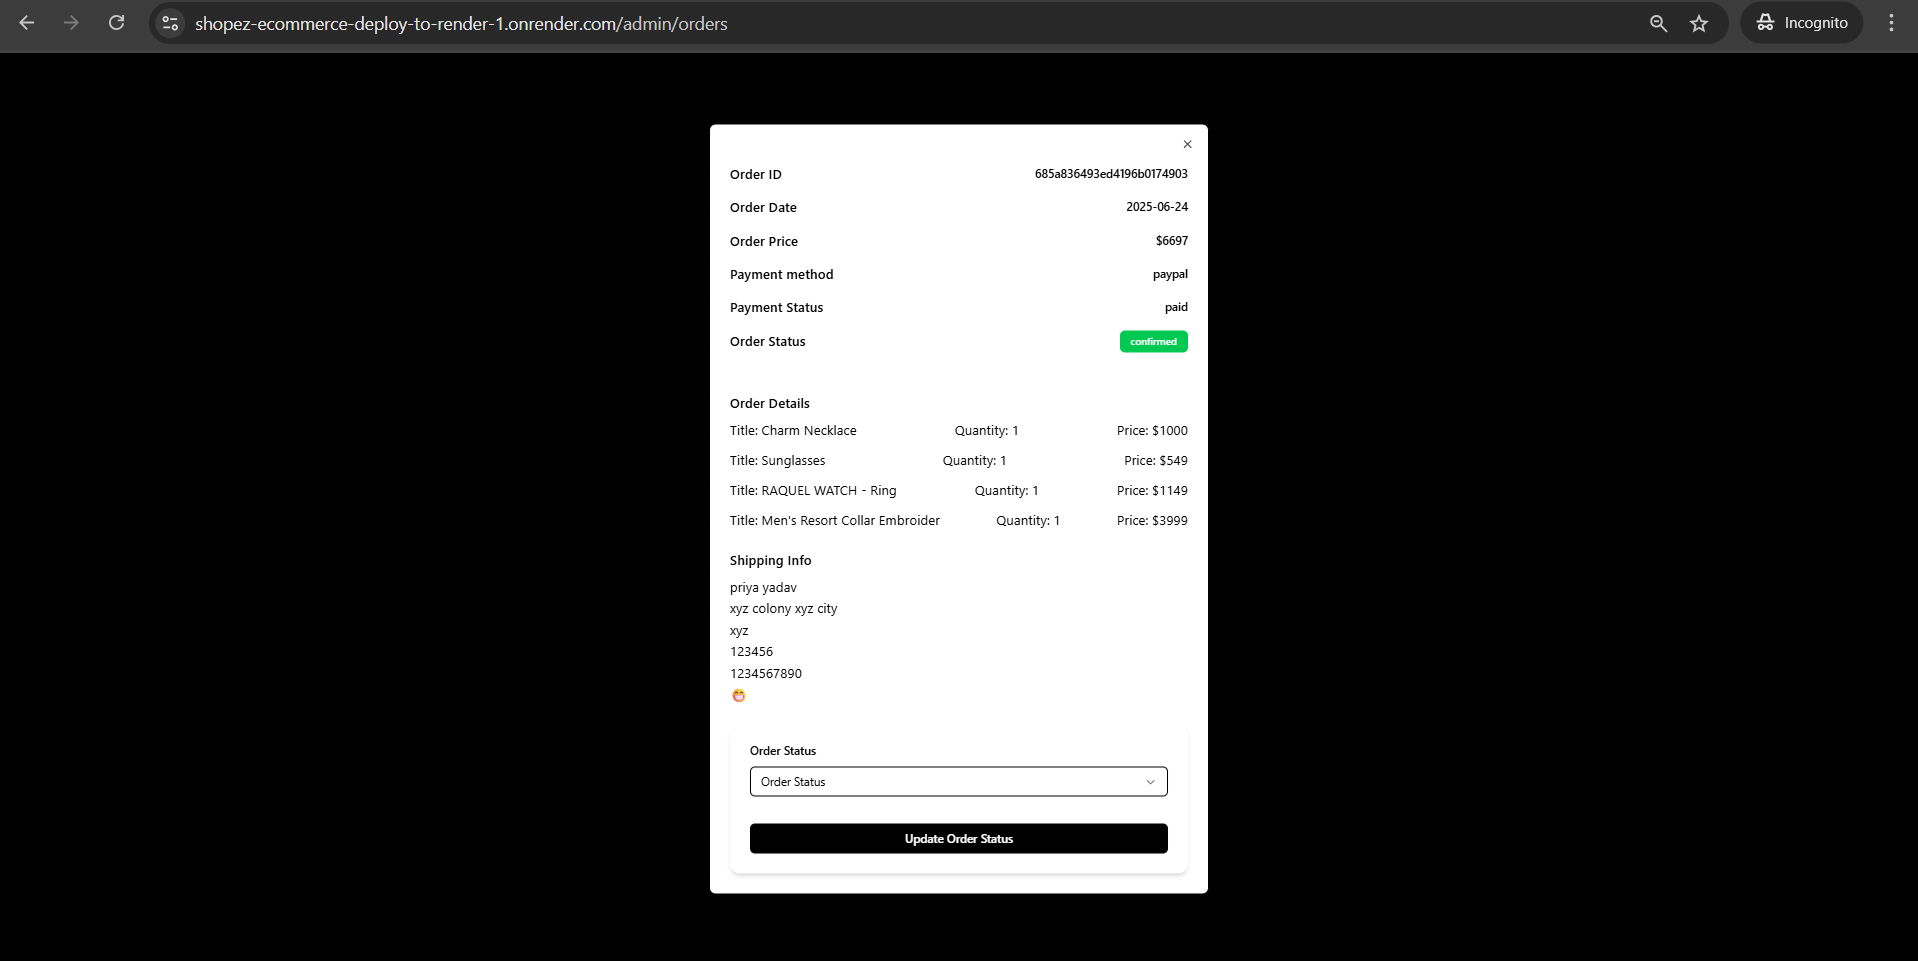 shopez-ecommerce-deploy-to-render-1.onrender.com/admin/orders Incognito
Order ID 685a836493ed4196b0174903
Order Date 2025-06-24
Order Price $6697
Payment method paypal
Payment Status paid
Order Status confirmed
Order Details
Title: Charm Necklace Quantity: 1 Price: $1000
Title: Sunglasses Quantity: 1 Price: $549
Title: RAQUEL WATCH - Ring Quantity: 1 Price: $1149
Title: Men's Resort Collar Embroider Quantity: 1 Price: $3999
Shipping Info
priya yadav
xyz colony xyz city
xyz
123456
1234567890
😁
Order Status
Order Status
Update Order Status